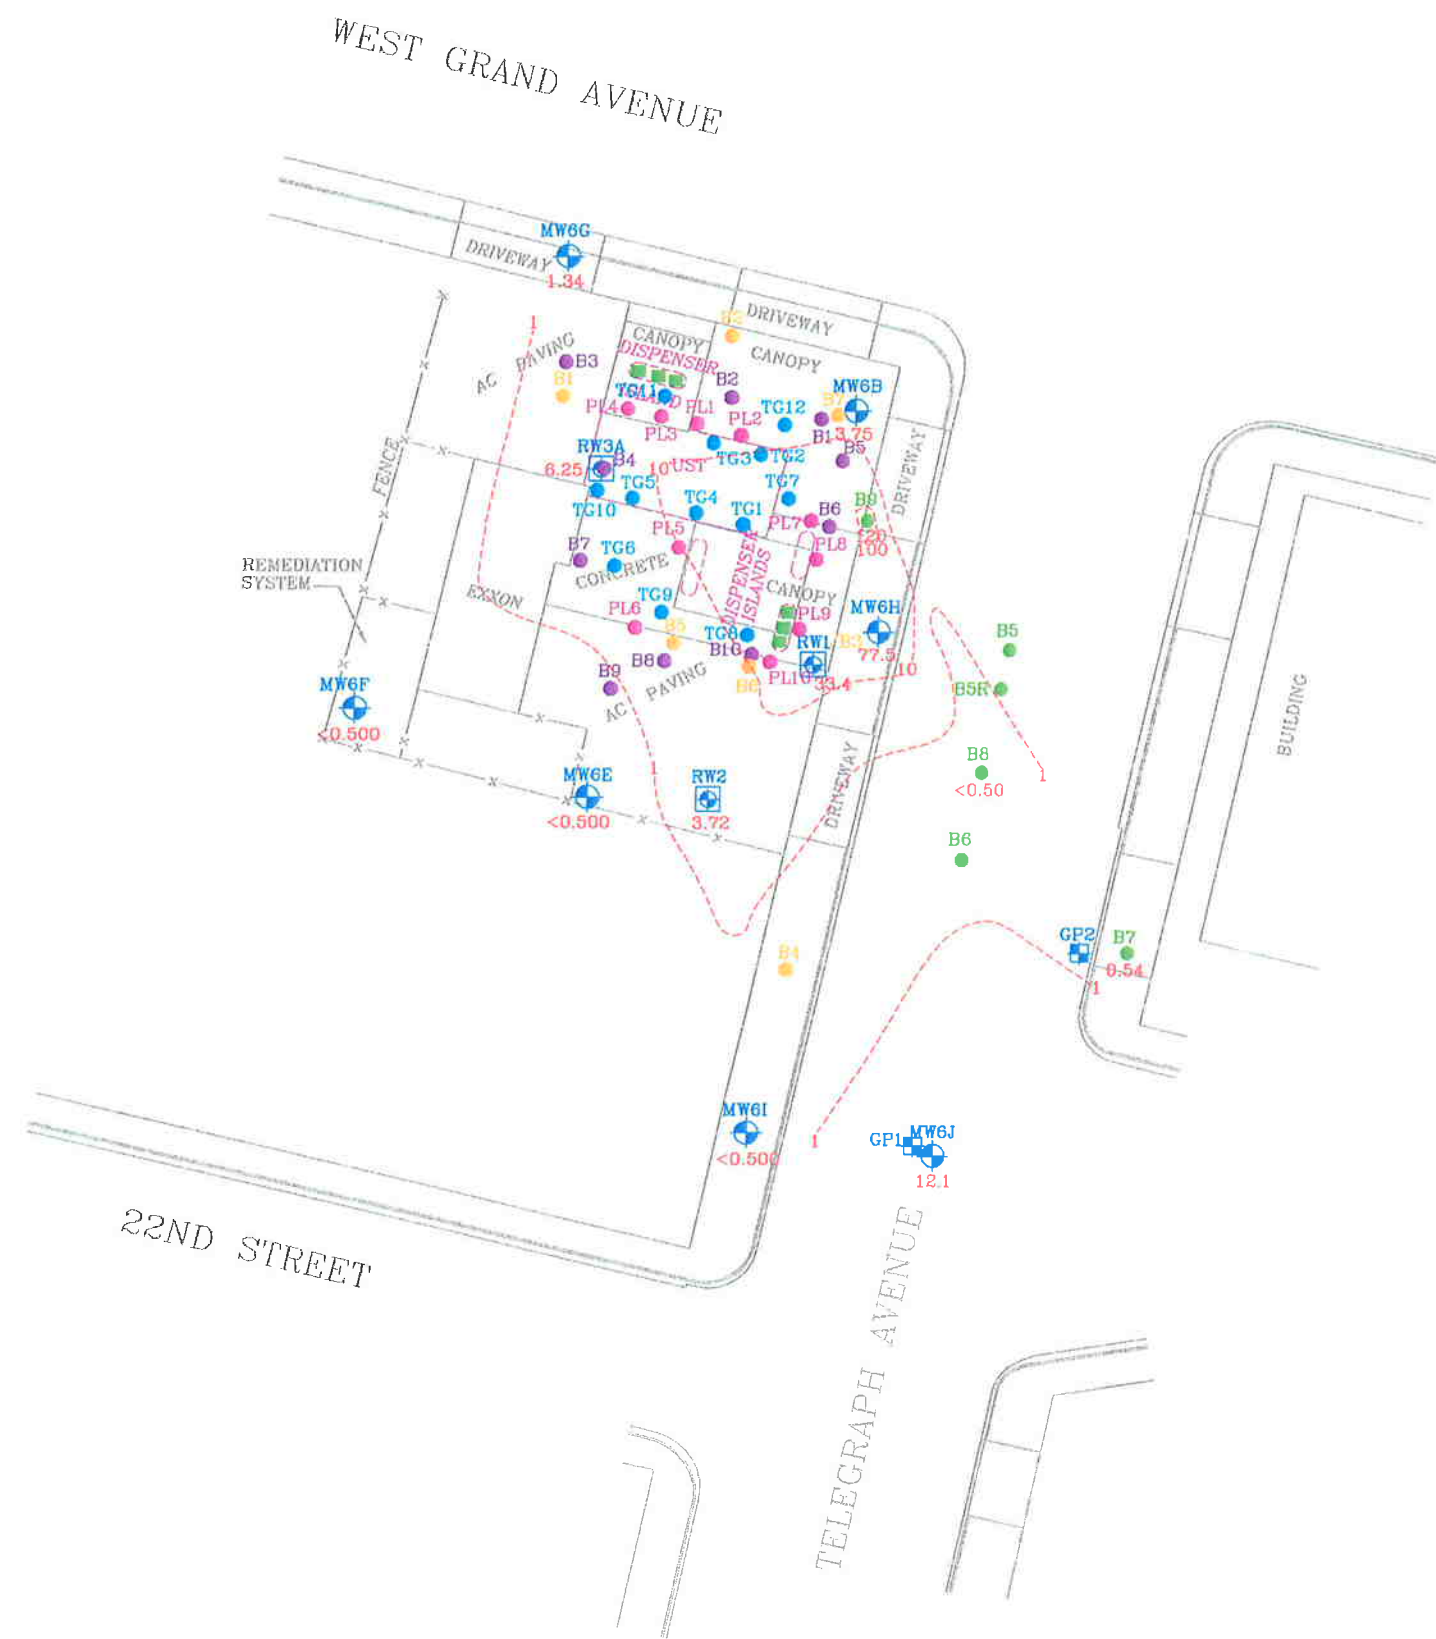 WEST GRAND AVENUE
MW6G
DRIVEWAY
1.34
1
DRIVEWAY
CANOPY
CANOPY
DISPENSER
AC PAVING
B3
B1
B2
MW6B
TG11
ISLAND
PL4
PL3
PL1
PL2
TG12
B7
B1
3.75
DRIVEWAY
FENCE
RW3A
6.25
B4
10
UST
TG3
TG2
B5
TG10
TG5
TG4
TG1
TG7
PL5
PL7
B6
B9
100
PL8
B7
TG6
CONCRETE
DISPENSER
ISLANDS
CANOPY
REMEDIATION
SYSTEM
EXXON
TG9
PL6
B5
TG8
PL9
MW6H
B3
77.5
10
B8
B10
RW1
33.4
PL10
B6
B9
AC PAVING
B5
B5R
MW6F
<0.500
BUILDING
MW6E
<0.500
1
RW2
3.72
DRIVEWAY
B8
<0.50
1
B6
B4
GP2
B7
0.54
1
MW6I
<0.500
1
GP1
MW6J
12.1
22ND STREET
TELEGRAPH AVENUE